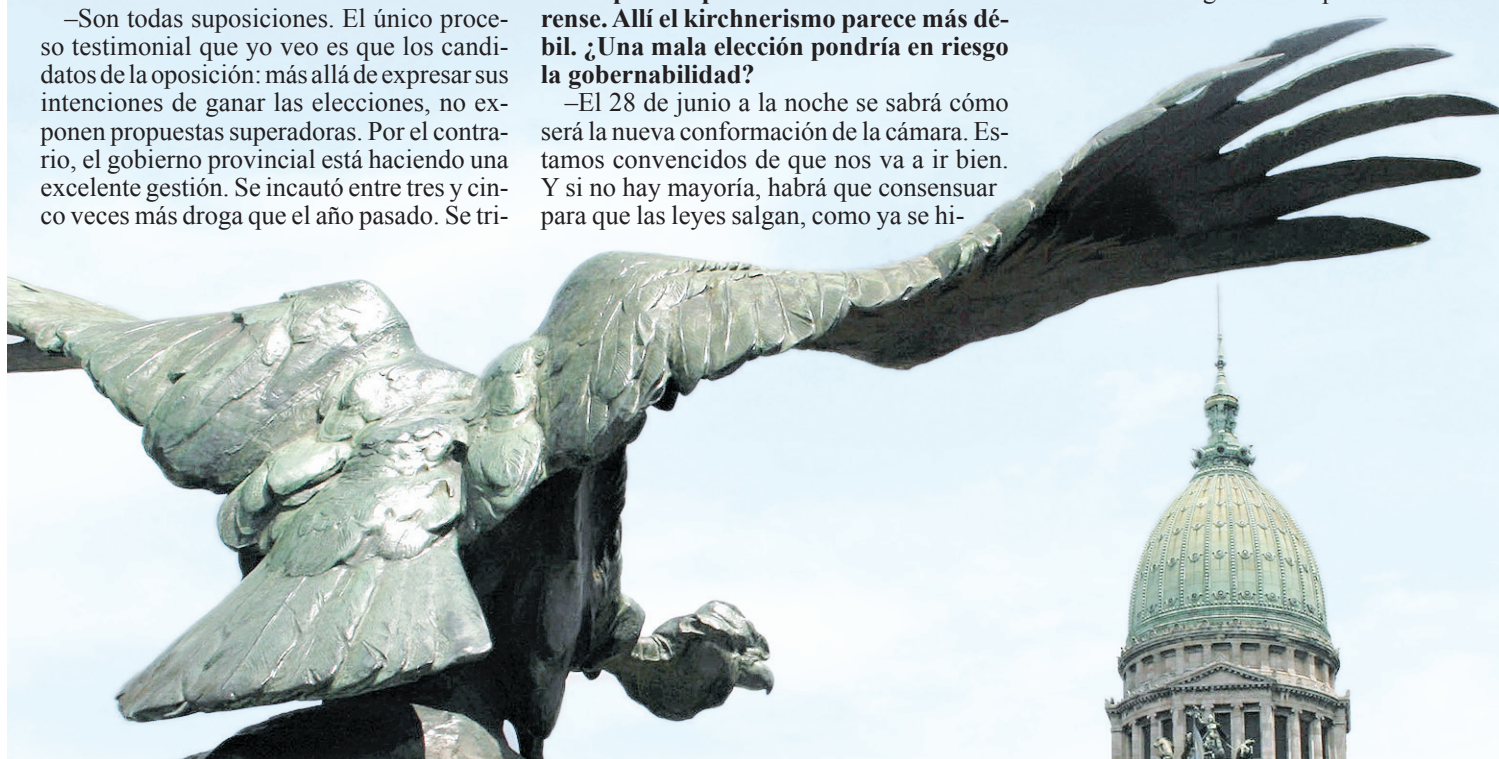 –Son todas suposiciones. El único proce-
so testimonial que yo veo es que los candi-
datos de la oposición: más allá de expresar sus
intenciones de ganar las elecciones, no ex-
ponen propuestas superadoras. Por el contra-
rio, el gobierno provincial está haciendo una
excelente gestión. Se incautó entre tres y cin-
co veces más droga que el año pasado. Se tri-
rense. Allí el kirchnerismo parece más dé-
bil. ¿Una mala elección pondría en riesgo
la gobernabilidad?
–El 28 de junio a la noche se sabrá cómo
será la nueva conformación de la cámara. Es-
tamos convencidos de que nos va a ir bien.
Y si no hay mayoría, habrá que consensuar
para que las leyes salgan, como ya se hi-